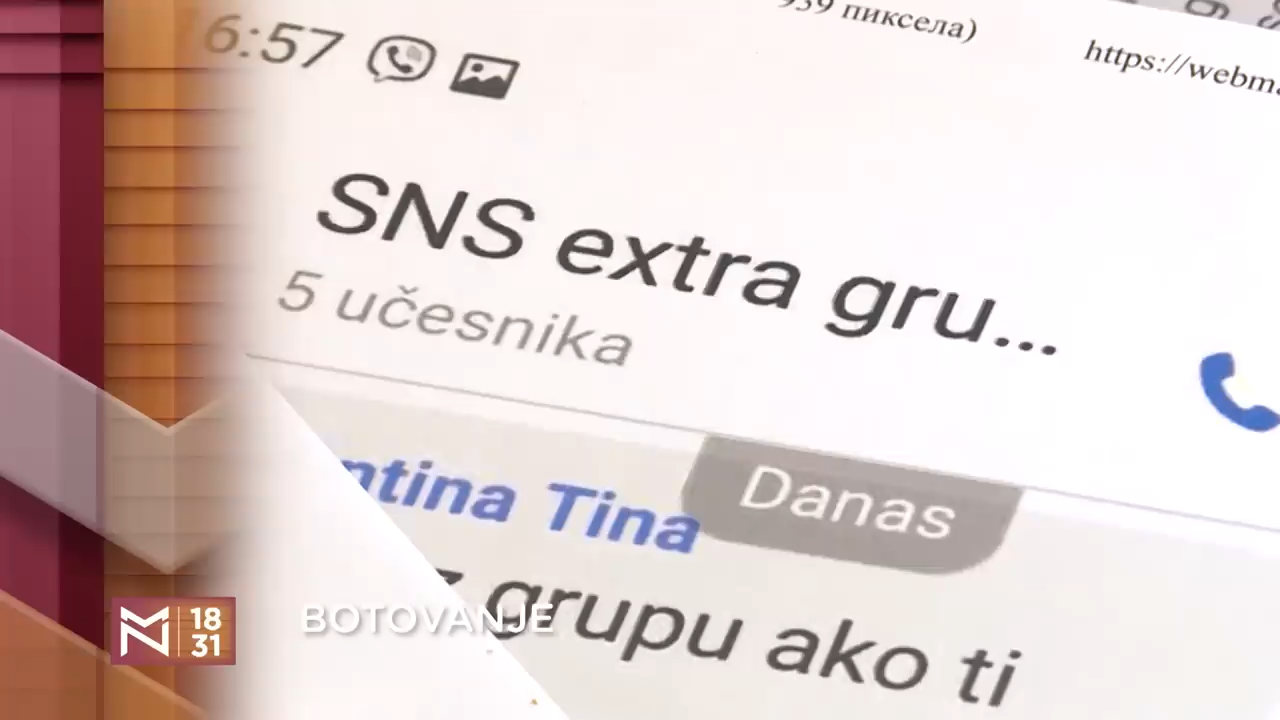 939 пиксела)
https://webma
6:57
SNS extra gru...
5 učesnika
ntina Tina
Danas
z grupu ako ti
BOTOVANJE
18
31